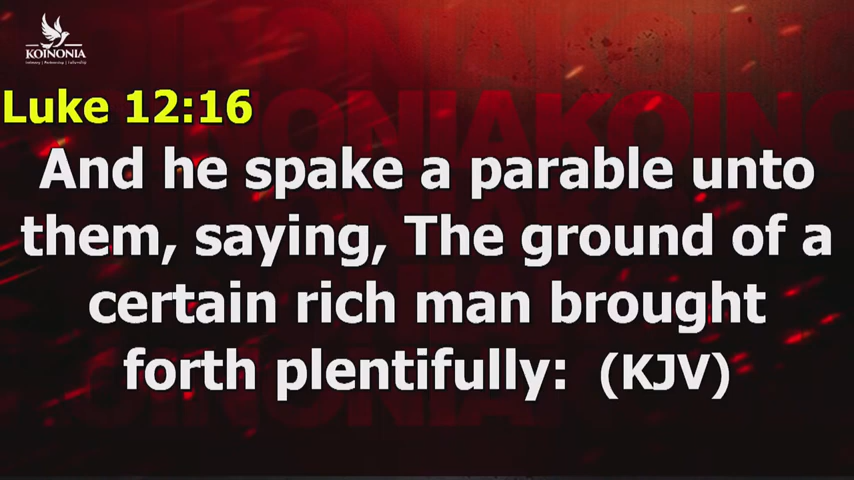 KOINONIA
Luke 12:16
And he spake a parable unto
them, saying, The ground of a
certain rich man brought
forth plentifully: (KJV)